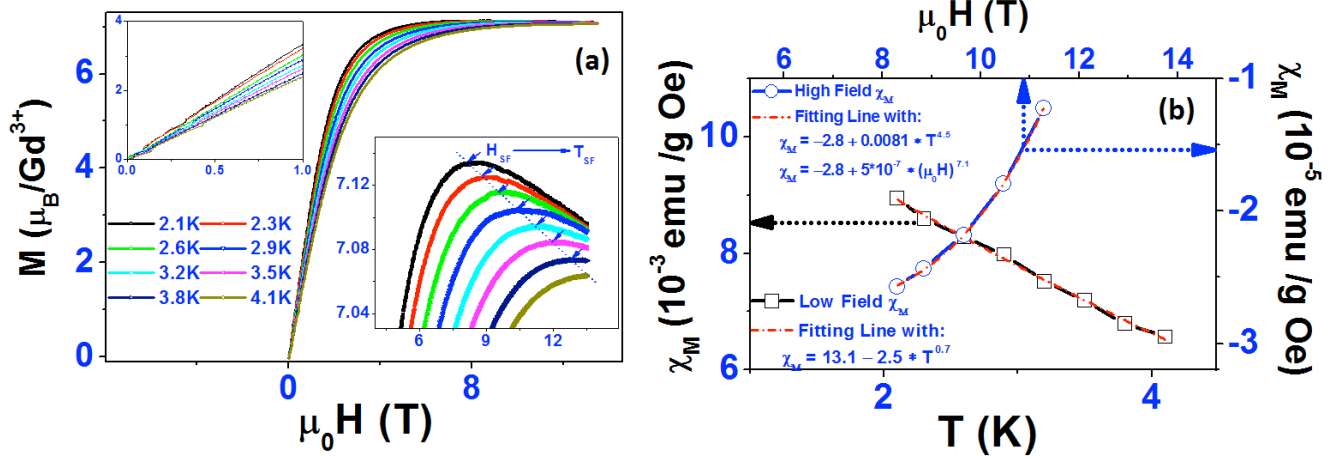 (a)
M (μB/Gd3+)
6
4
2
0
0
8
μ0H (T)
4
2
0
0.0
0.5
1.0
2.1K
2.3K
2.6K
2.9K
3.2K
3.5K
3.8K
4.1K
HSF
TSF
7.12
7.08
7.04
6
9
12
μ0H (T)
6
8
10
12
14
(b)
χM (10-3 emu /g Oe)
10
8
6
χM (10-5 emu /g Oe)
-1
-2
-3
High Field χM
Fitting Line with:
χM = −2.8 + 0.0081 * T4.5
χM = −2.8 + 5*10-7 * (μ0H)7.1
Low Field χM
Fitting Line with:
χM = 13.1 − 2.5 * T0.7
2
4
T (K)